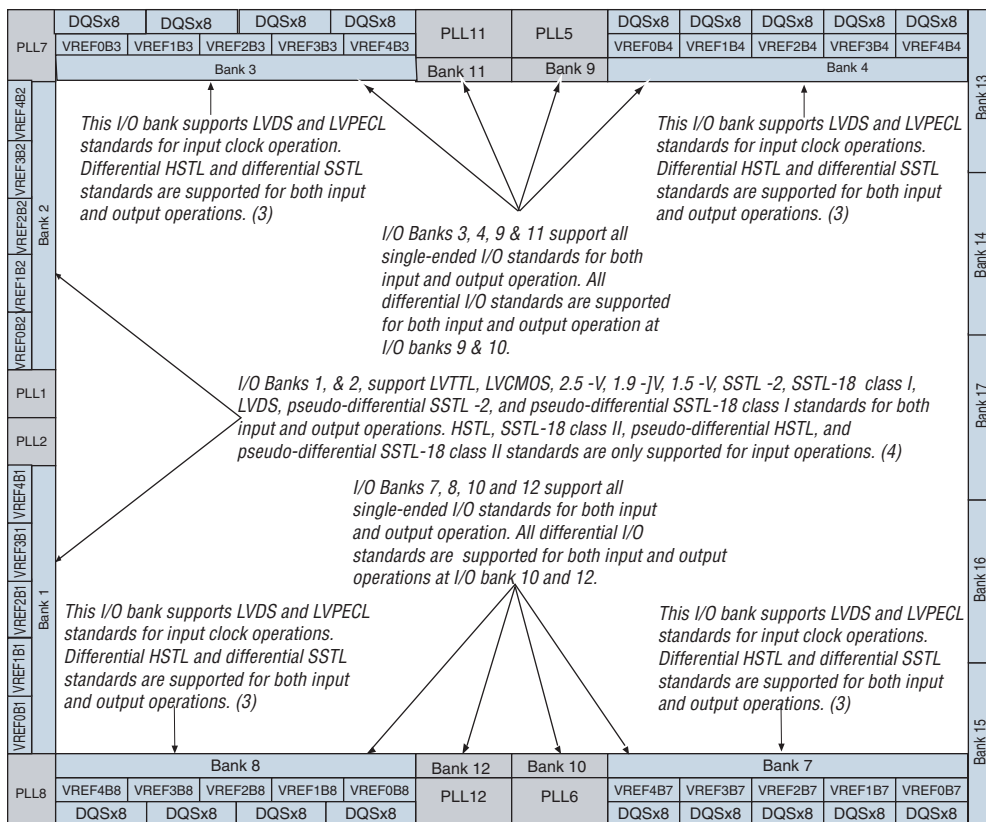 DQSx8 DQSx8 DQSx8 DQSx8 PLL11 PLL5 DQSx8 DQSx8 DQSx8 DQSx8 DQSx8
PLL7 VREF0B3 VREF1B3 VREF2B3 VREF3B3 VREF4B3 VREF0B4 VREF1B4 VREF2B4 VREF3B4 VREF4B4
Bank 3 Bank 11 Bank 9 Bank 4
VREF4B2
VREF3B2
VREF2B2
VREF1B2
VREF0B2
Bank 2
PLL1
PLL2
VREF4B1
VREF3B1
VREF2B1
VREF1B1
VREF0B1
Bank 1
This I/O bank supports LVDS and LVPECL
standards for input clock operation.
Differential HSTL and differential SSTL
standards are supported for both input
and output operations. (3)
This I/O bank supports LVDS and LVPECL
standards for input clock operations.
Differential HSTL and differential SSTL
standards are supported for both input
and output operations. (3)
I/O Banks 3, 4, 9 & 11 support all
single-ended I/O standards for both
input and output operation. All
differential I/O standards are supported
for both input and output operation at
I/O banks 9 & 10.
I/O Banks 1, & 2, support LVTTL, LVCMOS, 2.5 -V, 1.9 -]V, 1.5 -V, SSTL -2, SSTL-18 class I,
LVDS, pseudo-differential SSTL -2, and pseudo-differential SSTL-18 class I standards for both
input and output operations. HSTL, SSTL-18 class II, pseudo-differential HSTL, and
pseudo-differential SSTL-18 class II standards are only supported for input operations. (4)
I/O Banks 7, 8, 10 and 12 support all
single-ended I/O standards for both input
and output operation. All differential I/O
standards are supported for both input and output
operations at I/O bank 10 and 12.
This I/O bank supports LVDS and LVPECL
standards for input clock operations.
Differential HSTL and differential SSTL
standards are supported for both input
and output operations. (3)
This I/O bank supports LVDS and LVPECL
standards for input clock operations.
Differential HSTL and differential SSTL
standards are supported for both input
and output operations. (3)
Bank 13
Bank 14
Bank 17
Bank 16
Bank 15
Bank 8 Bank 12 Bank 10 Bank 7
PLL8 VREF4B8 VREF3B8 VREF2B8 VREF1B8 VREF0B8 PLL12 PLL6 VREF4B7 VREF3B7 VREF2B7 VREF1B7 VREF0B7
DQSx8 DQSx8 DQSx8 DQSx8 DQSx8 DQSx8 DQSx8 DQSx8 DQSx8